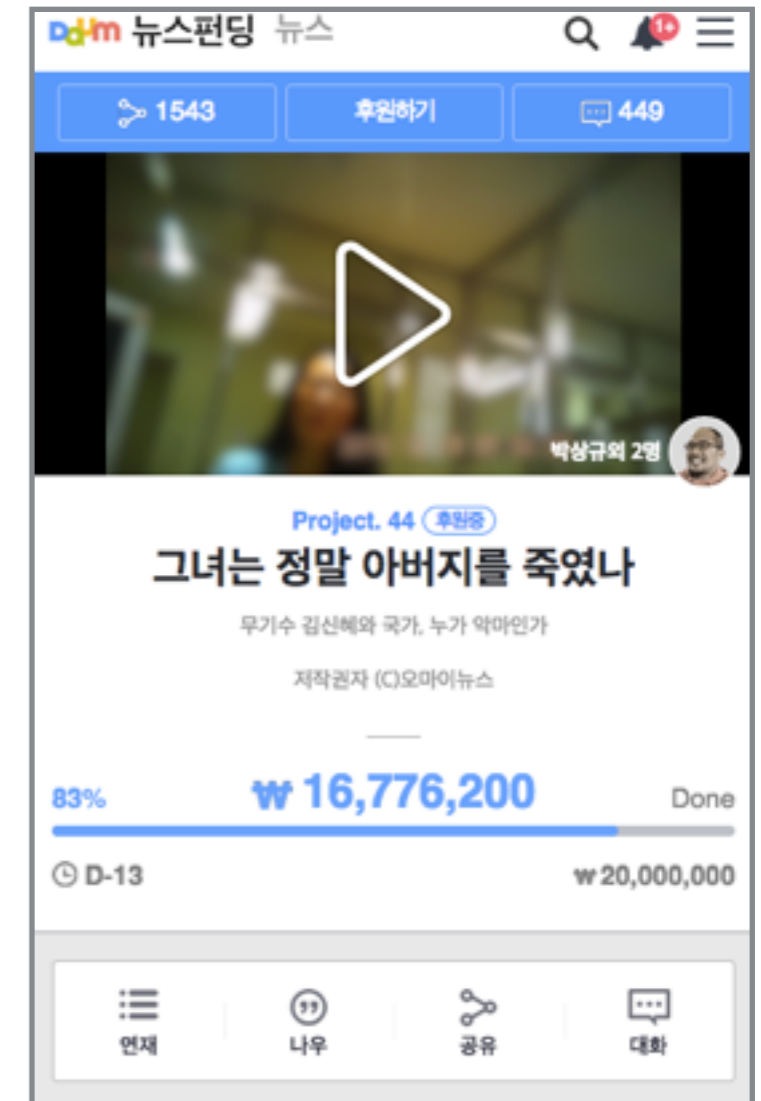 Daum 뉴스펀딩 뉴스
1+
1543 후원하기 449
박상규외 2명
Project. 44 후원중
그녀는 정말 아버지를 죽였나
무기수 김신혜와 국가, 누가 악마인가
저작권자 (C)오마이뉴스
83% ₩ 16,776,200 Done
D-13 ₩20,000,000
연재 나우 공유 대화